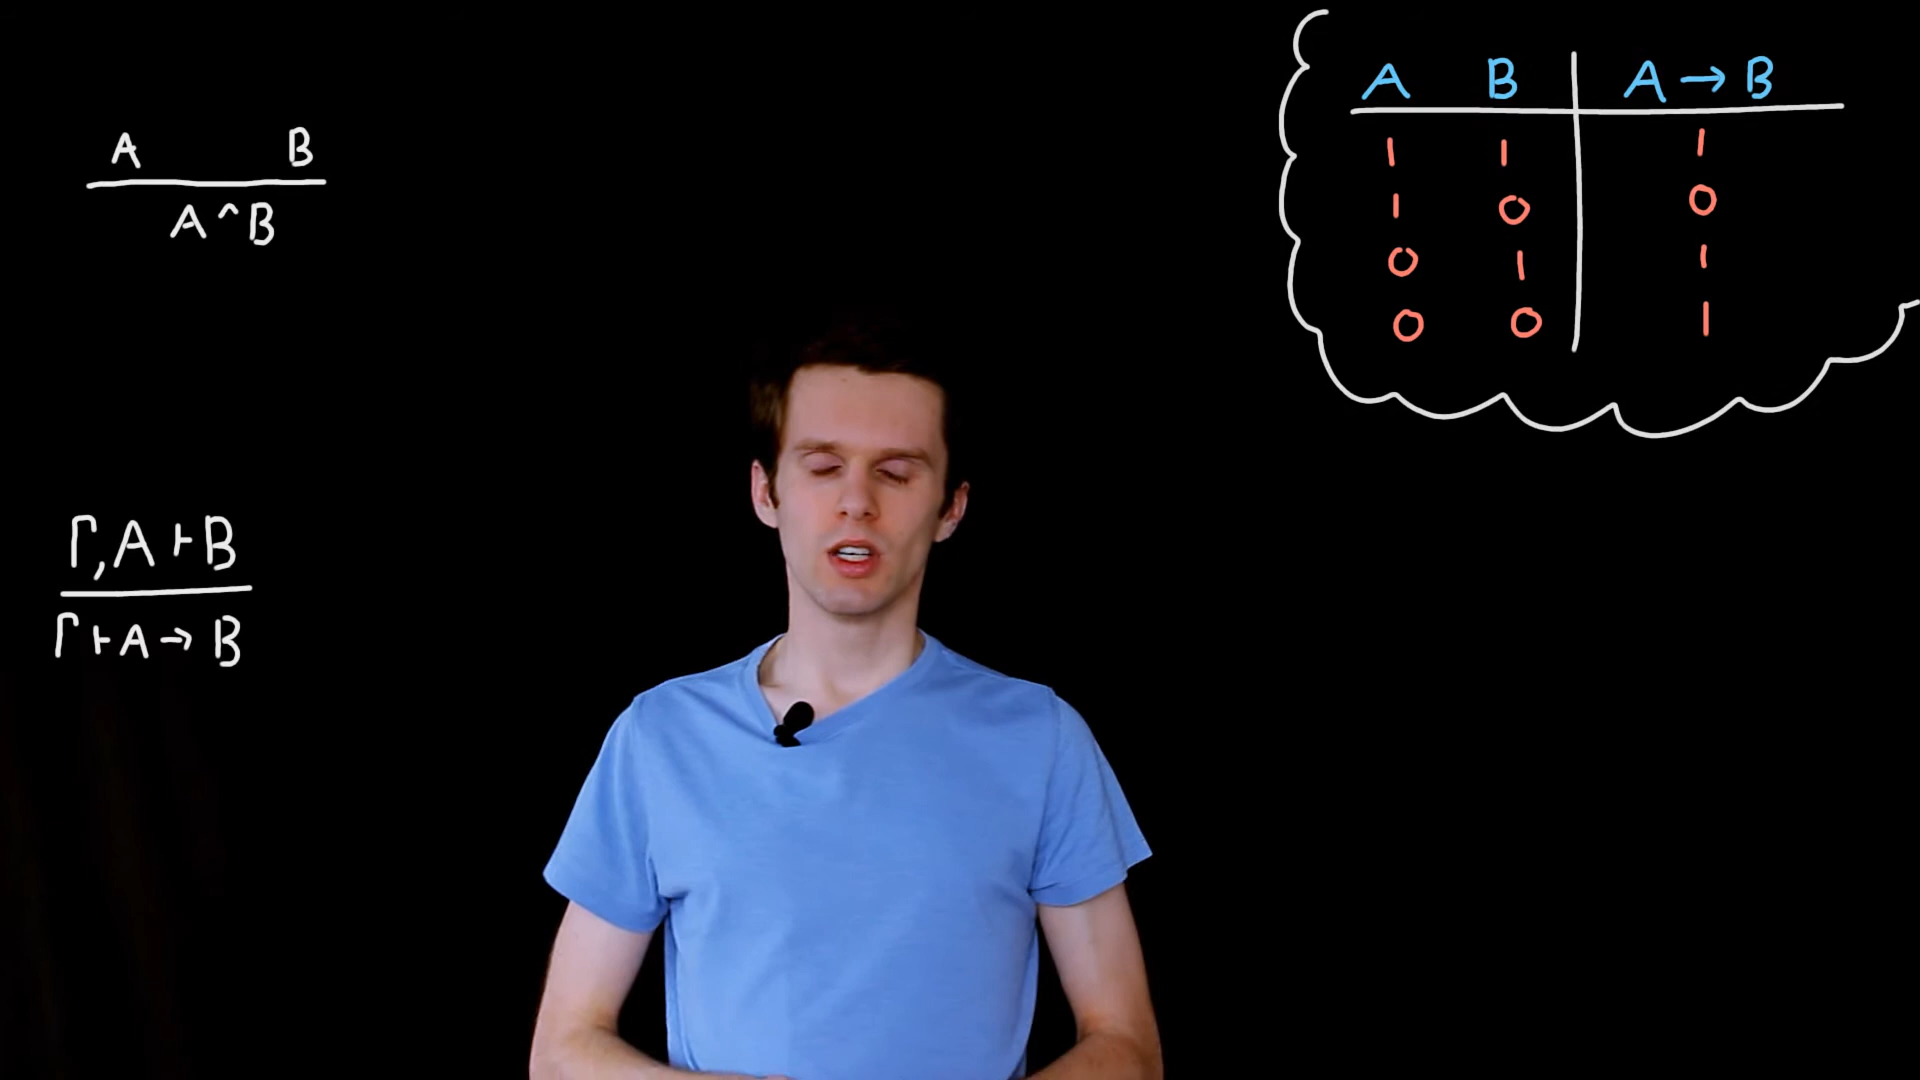 A B
A ^ B
Γ, A ⊢ B
Γ ⊢ A → B
A B A → B
1 1 1
1 0 0
0 1 1
0 0 1